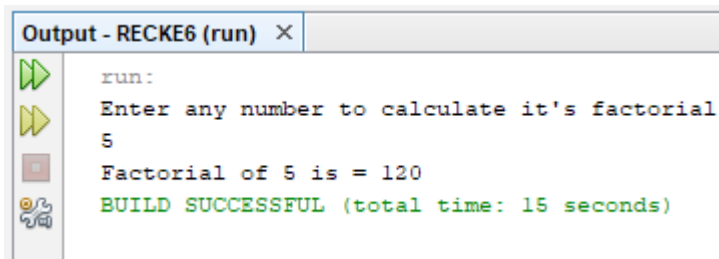 Output - RECKE6 (run) ×
run:
Enter any number to calculate it's factorial
5
Factorial of 5 is = 120
BUILD SUCCESSFUL (total time: 15 seconds)